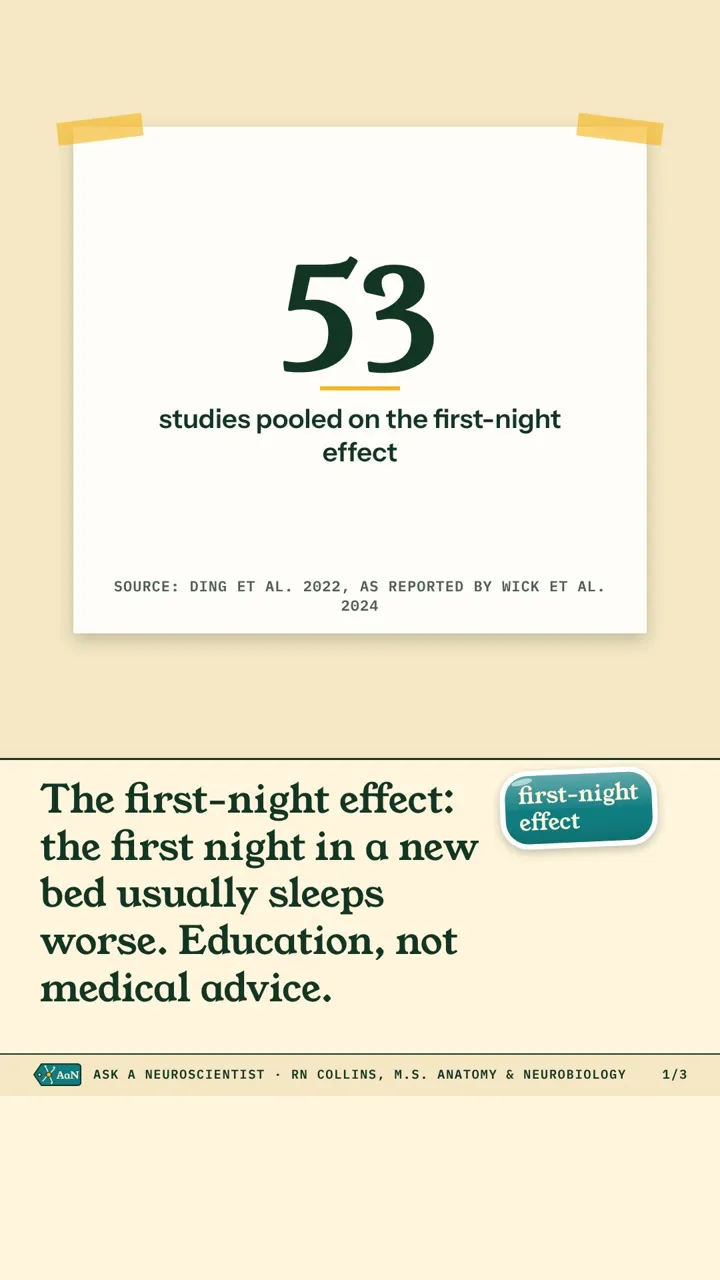 53
studies pooled on the first-night
effect
SOURCE: DING ET AL. 2022, AS REPORTED BY WICK ET AL.
2024
The first-night effect:
the first night in a new
bed usually sleeps
worse. Education, not
medical advice.
first-night
effect
AaN
ASK A NEUROSCIENTIST · RN COLLINS, M.S. ANATOMY & NEUROBIOLOGY
1/3